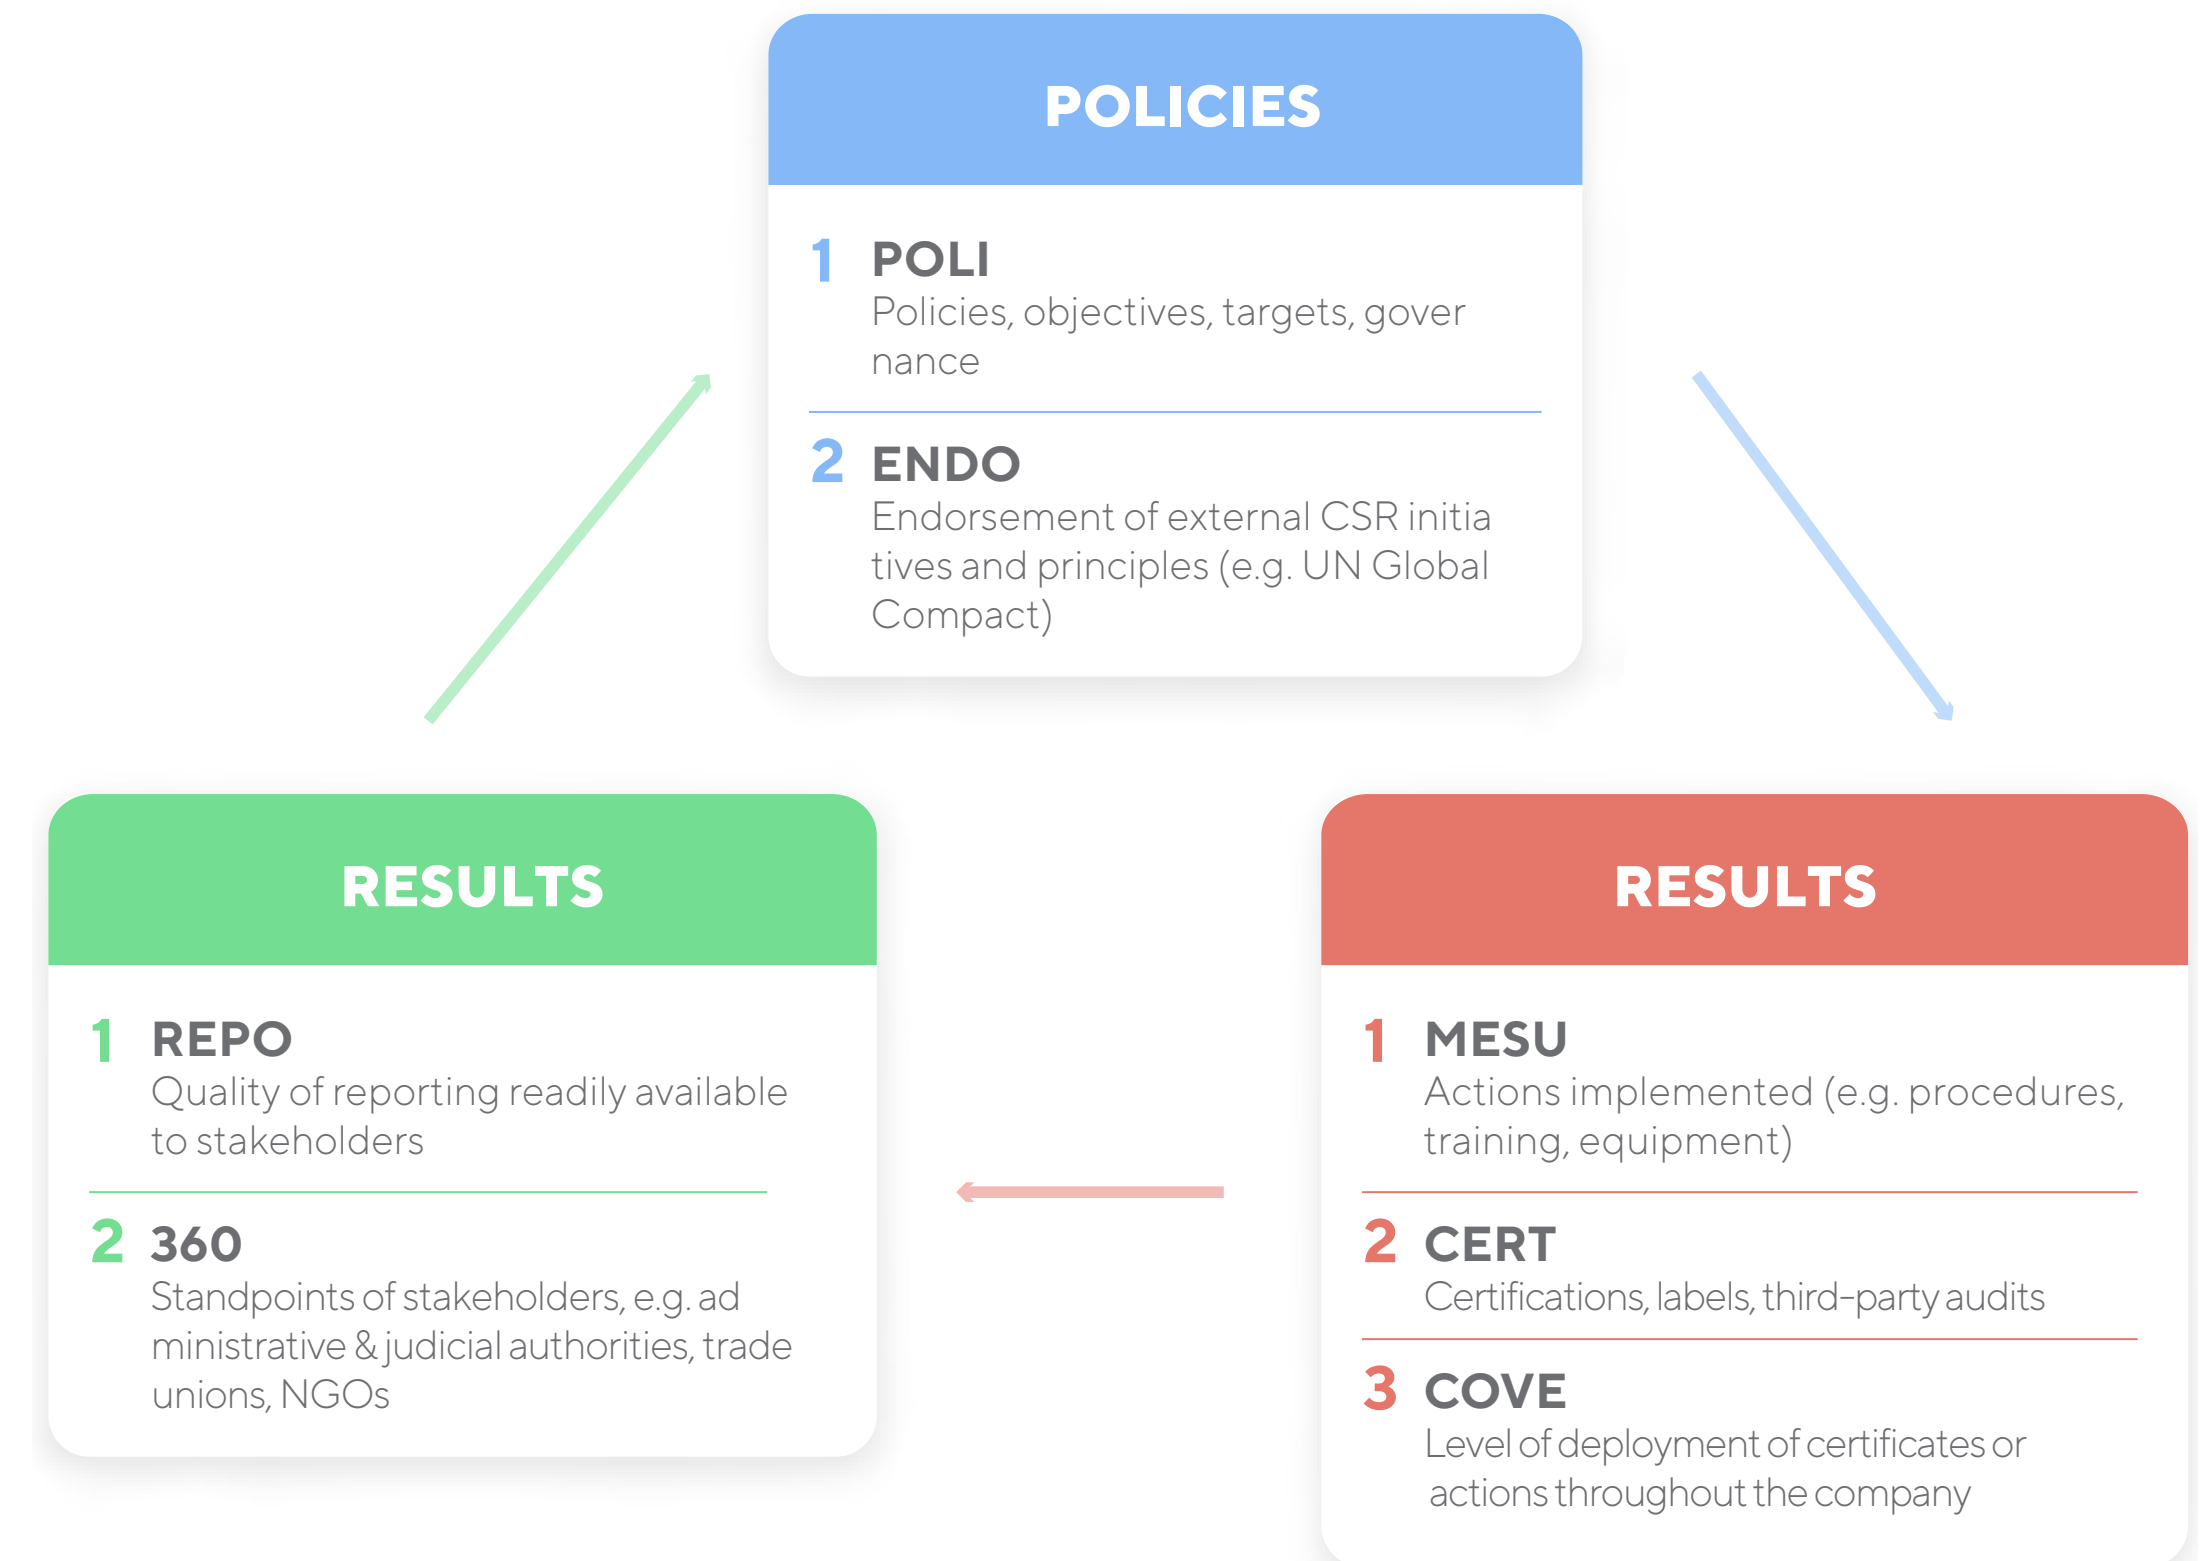 POLICIES
1 POLI
Policies, objectives, targets, gover
nance
2 ENDO
Endorsement of external CSR initia
tives and principles (e.g. UN Global
Compact)
RESULTS
1 REPO
Quality of reporting readily available
to stakeholders
2 360
Standpoints of stakeholders, e.g. ad
ministrative & judicial authorities, trade
unions, NGOs
RESULTS
1 MESU
Actions implemented (e.g. procedures,
training, equipment)
2 CERT
Certifications, labels, third-party audits
3 COVE
Level of deployment of certificates or
actions throughout the company